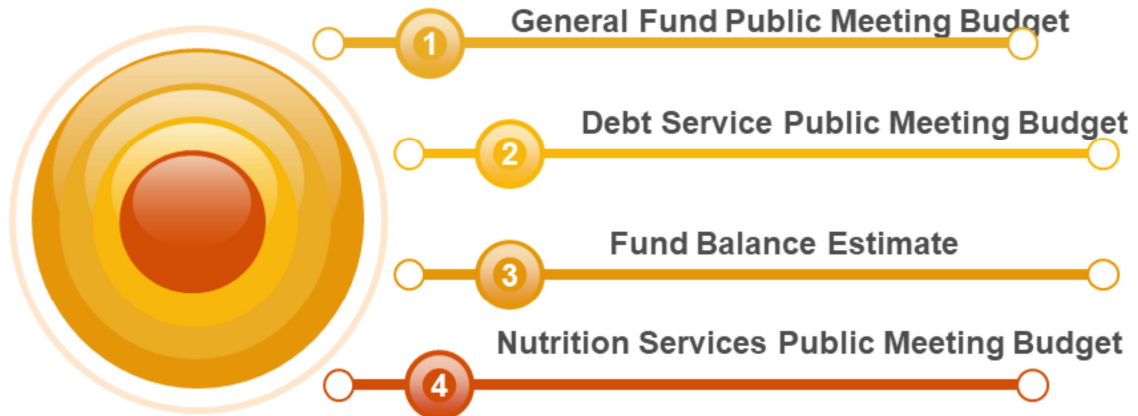 General Fund Public Meeting Budget
1
Debt Service Public Meeting Budget
2
Fund Balance Estimate
3
Nutrition Services Public Meeting Budget
4